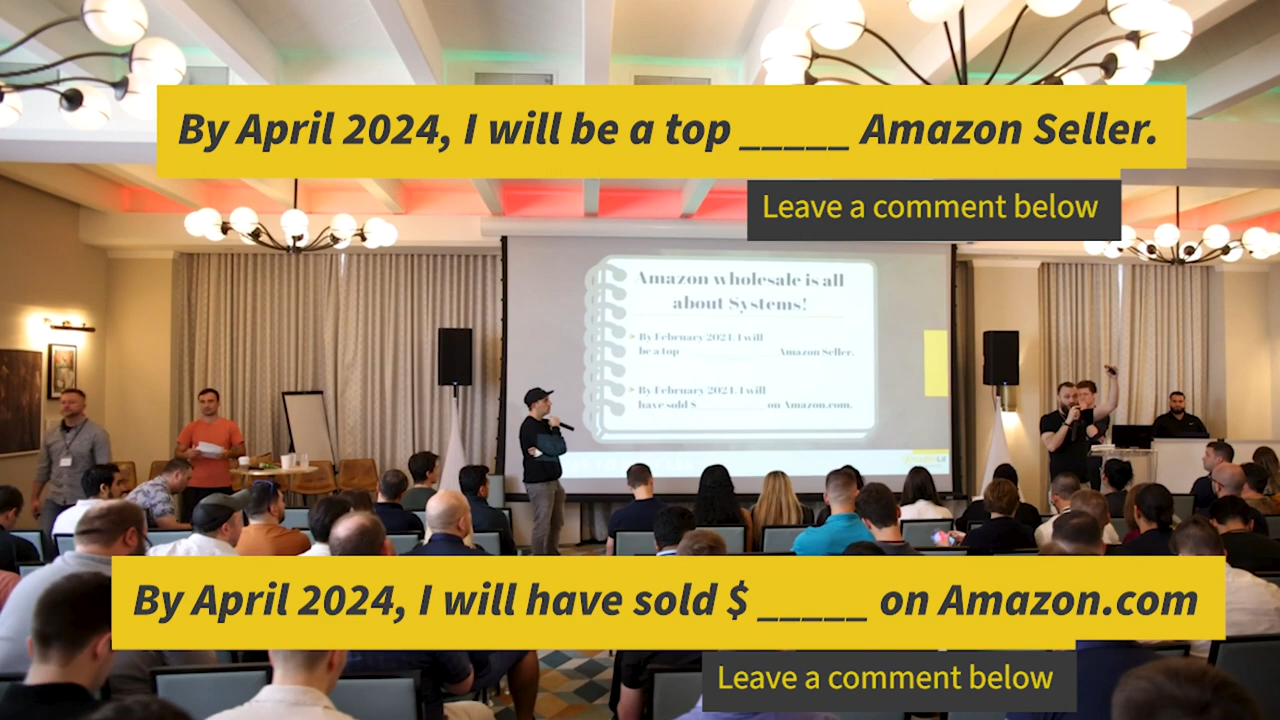 By April 2024, I will be a top _____ Amazon Seller.
Leave a comment below
Amazon wholesale is all
about Systems!
By February 2024, I will
be a top __________ Amazon Seller.
By February 2024, I will
have sold $__________ on Amazon.com.
By April 2024, I will have sold $ _____ on Amazon.com
Leave a comment below